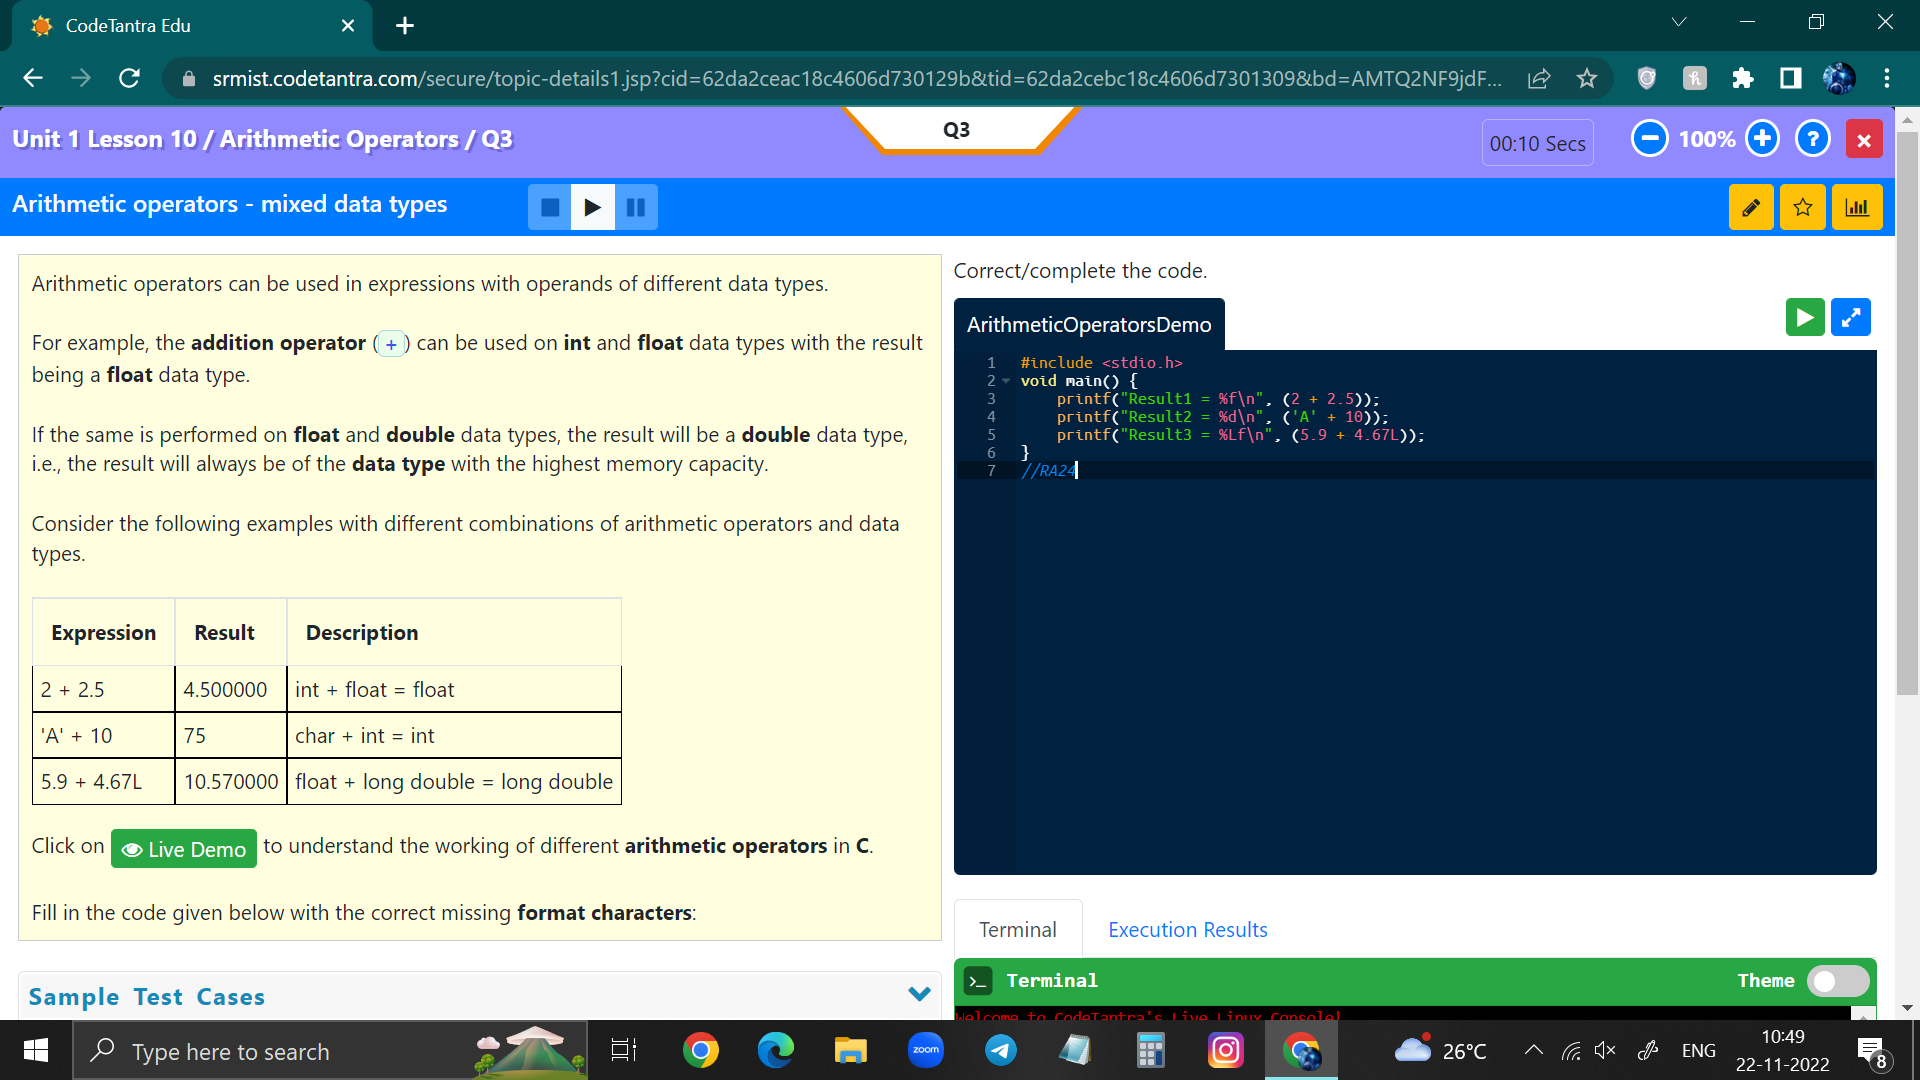 CodeTantra Edu
srmist.codetantra.com/secure/topic-details1.jsp?cid=62da2ceac18c4606d730129b&tid=62da2cebc18c4606d7301309&bd=AMTQ2NF9jdF...
Unit 1 Lesson 10 / Arithmetic Operators / Q3
Q3
00:10 Secs
100%
?
Arithmetic operators - mixed data types
Arithmetic operators can be used in expressions with operands of different data types.
For example, the addition operator ( + ) can be used on int and float data types with the result
being a float data type.
If the same is performed on float and double data types, the result will be a double data type,
i.e., the result will always be of the data type with the highest memory capacity.
Consider the following examples with different combinations of arithmetic operators and data
types.
Expression Result Description
2 + 2.5 4.500000 int + float = float
'A' + 10 75 char + int = int
5.9 + 4.67L 10.570000 float + long double = long double
Click on Live Demo to understand the working of different arithmetic operators in C.
Fill in the code given below with the correct missing format characters:
Sample Test Cases
Correct/complete the code.
ArithmeticOperatorsDemo
1 #include <stdio.h>
2 void main() {
3 printf("Result1 = %f\n", (2 + 2.5));
4 printf("Result2 = %d\n", ('A' + 10));
5 printf("Result3 = %Lf\n", (5.9 + 4.67L));
6 }
7 //RA24
Terminal Execution Results
>_ Terminal Theme
Welcome to CodeTantra's Live Linux Console!
Type here to search
zoom
26°C
ENG
10:49
22-11-2022
8